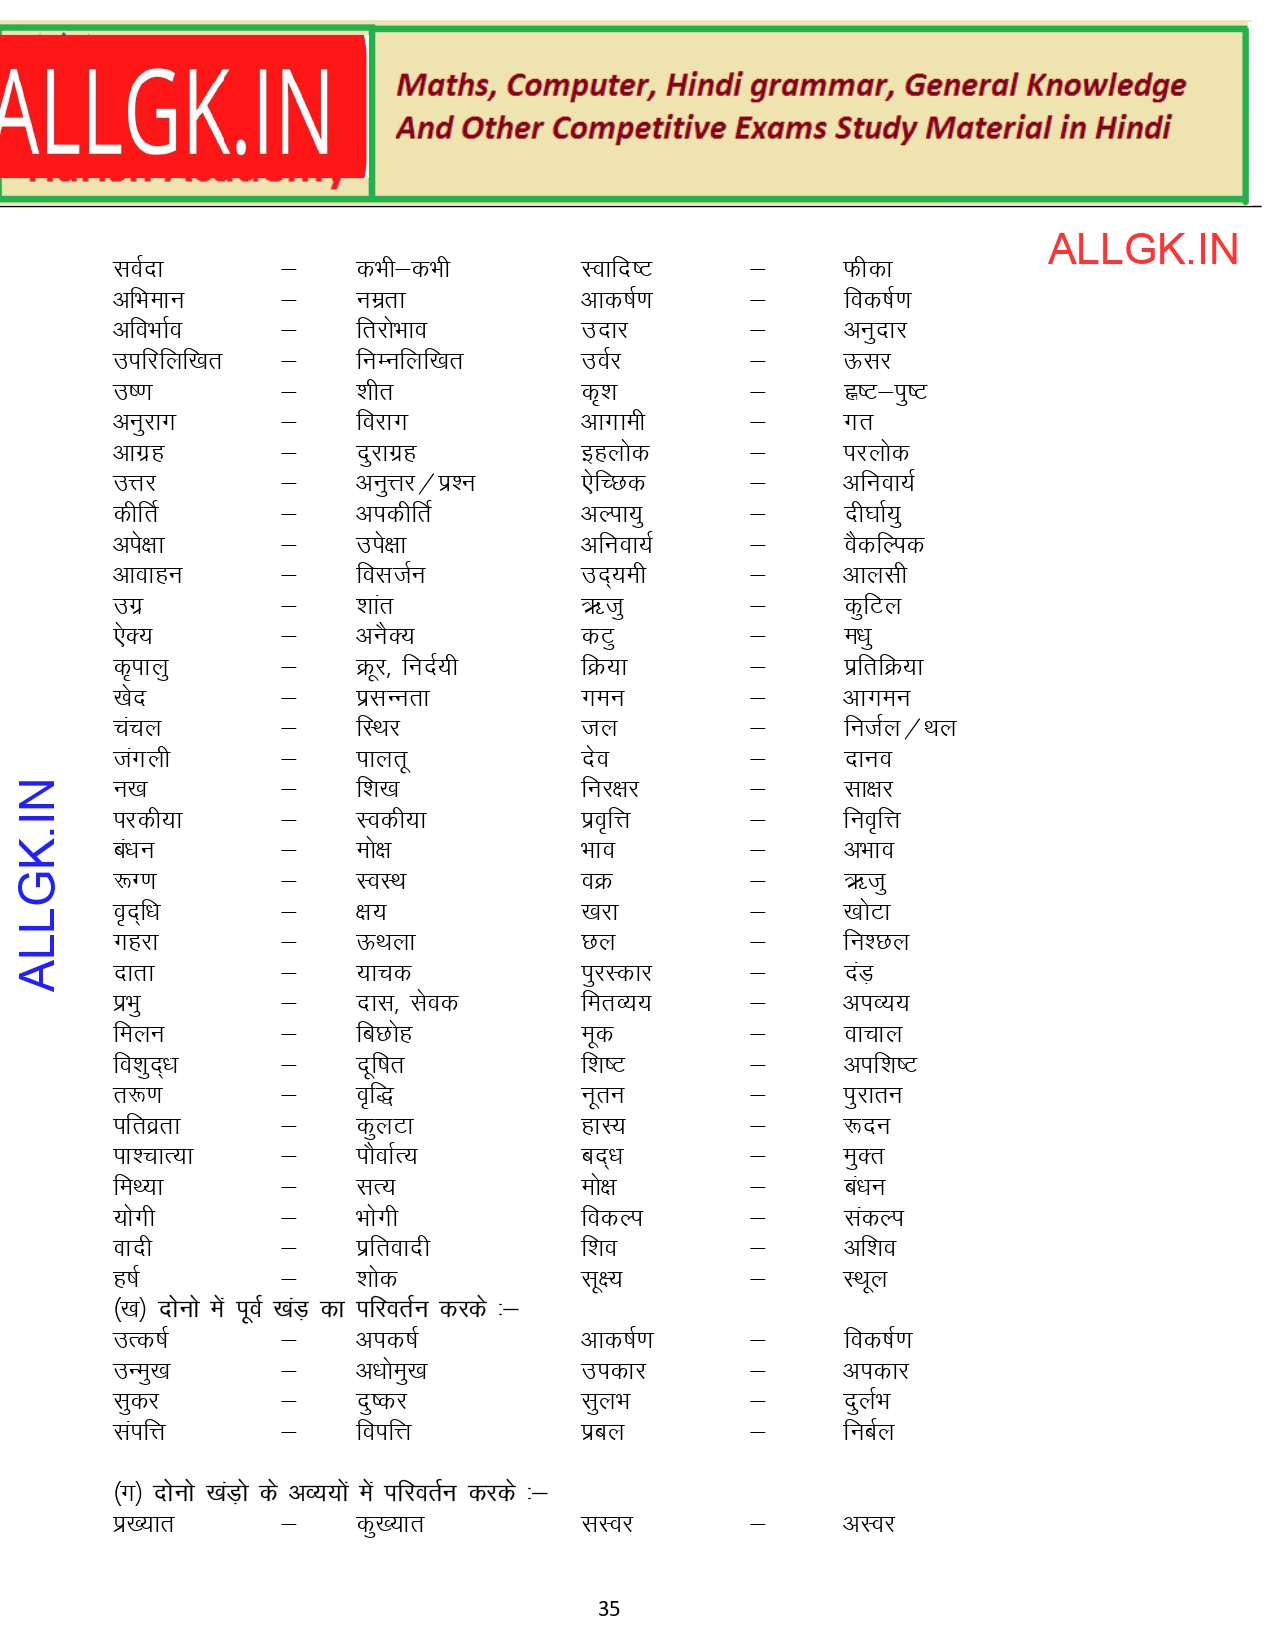 ALLGK.IN
Maths, Computer, Hindi grammar, General Knowledge
And Other Competitive Exams Study Material in Hindi
ALLGK.IN
सर्वदा – कभी–कभी स्वादिष्ट – फीका
अभिमान – नम्रता आकर्षण – विकर्षण
अविर्भाव – तिरोभाव उदार – अनुदार
उपरिलिखित – निम्नलिखित उर्वर – ऊसर
उष्ण – शीत कृश – हृष्ट–पुष्ट
अनुराग – विराग आगामी – गत
आग्रह – दुराग्रह इहलोक – परलोक
उत्तर – अनुत्तर/प्रश्न ऐच्छिक – अनिवार्य
कीर्ति – अपकीर्ति अल्पायु – दीर्घायु
अपेक्षा – उपेक्षा अनिवार्य – वैकल्पिक
आवाहन – विसर्जन उद्‌यमी – आलसी
उग्र – शांत ऋजु – कुटिल
ऐक्य – अनैक्य कटु – मधु
कृपालु – क्रूर, निर्दयी क्रिया – प्रतिक्रिया
खेद – प्रसन्नता गमन – आगमन
चंचल – स्थिर जल – निर्जल/थल
जंगली – पालतू देव – दानव
नख – शिख निरक्षर – साक्षर
परकीया – स्वकीया प्रवृत्ति – निवृत्ति
बंधन – मोक्ष भाव – अभाव
रूग्ण – स्वस्थ वक्र – ऋजु
वृद्‌धि – क्षय खरा – खोटा
गहरा – ऊथला छल – निश्छल
दाता – याचक पुरस्कार – दंड़
प्रभु – दास, सेवक मितव्यय – अपव्यय
मिलन – बिछोह मूक – वाचाल
विशुद्‌ध – दूषित शिष्ट – अपशिष्ट
तरूण – वृद्धि नूतन – पुरातन
पतिव्रता – कुलटा हास्य – रूदन
पाश्चात्या – पौर्वात्य बद्‌ध – मुक्त
मिथ्या – सत्य मोक्ष – बंधन
योगी – भोगी विकल्प – संकल्प
वादी – प्रतिवादी शिव – अशिव
हर्ष – शोक सूक्ष्य – स्थूल
(ख) दोनो में पूर्व खंड़ का परिवर्तन करके :–
उत्कर्ष – अपकर्ष आकर्षण – विकर्षण
उन्मुख – अधोमुख उपकार – अपकार
सुकर – दुष्कर सुलभ – दुर्लभ
संपत्ति – विपत्ति प्रबल – निर्बल
(ग) दोनो खंड़ो के अव्ययों में परिवर्तन करके :–
प्रख्यात – कुख्यात सस्वर – अस्वर
35
ALLGK.IN